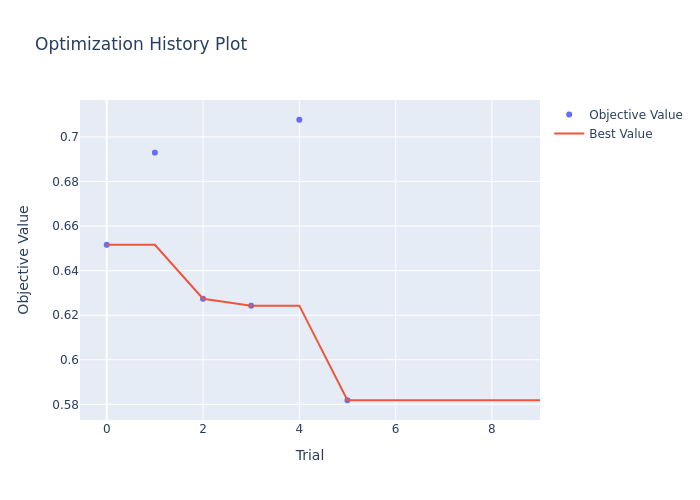 Optimization History Plot
Objective Value
Best Value
0.7
0.68
0.66
0.64
0.62
0.6
0.58
Objective Value
0 2 4 6 8
Trial